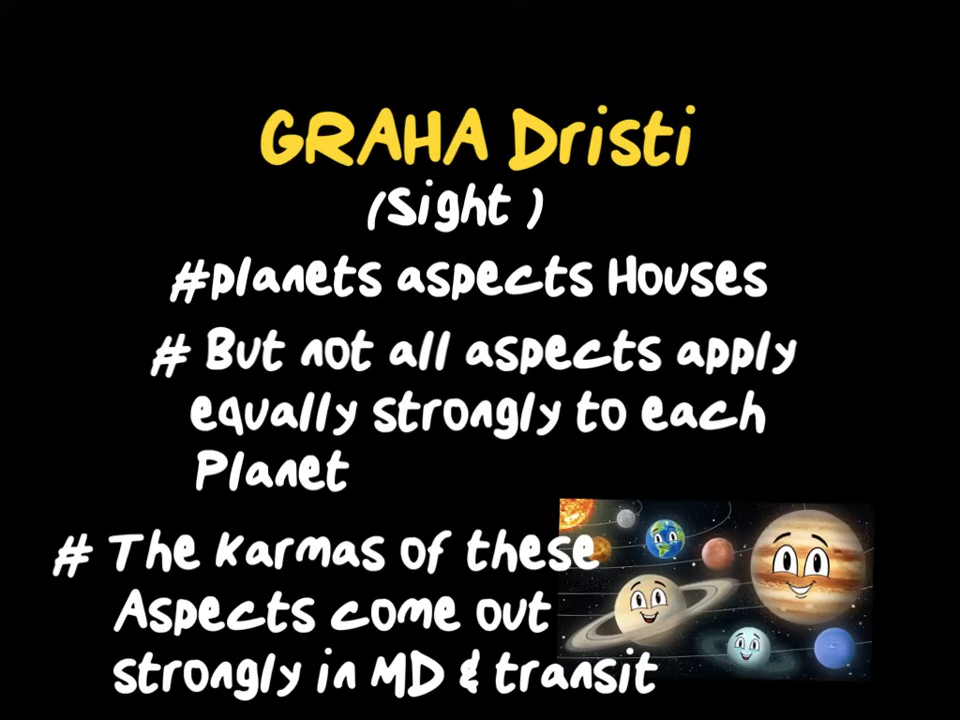 GRAHA Dristi
(Sight )
#planets aspects Houses
# But not all aspects apply
equally strongly to each
Planet
# The Karmas of these
Aspects come out
strongly in MD & transit